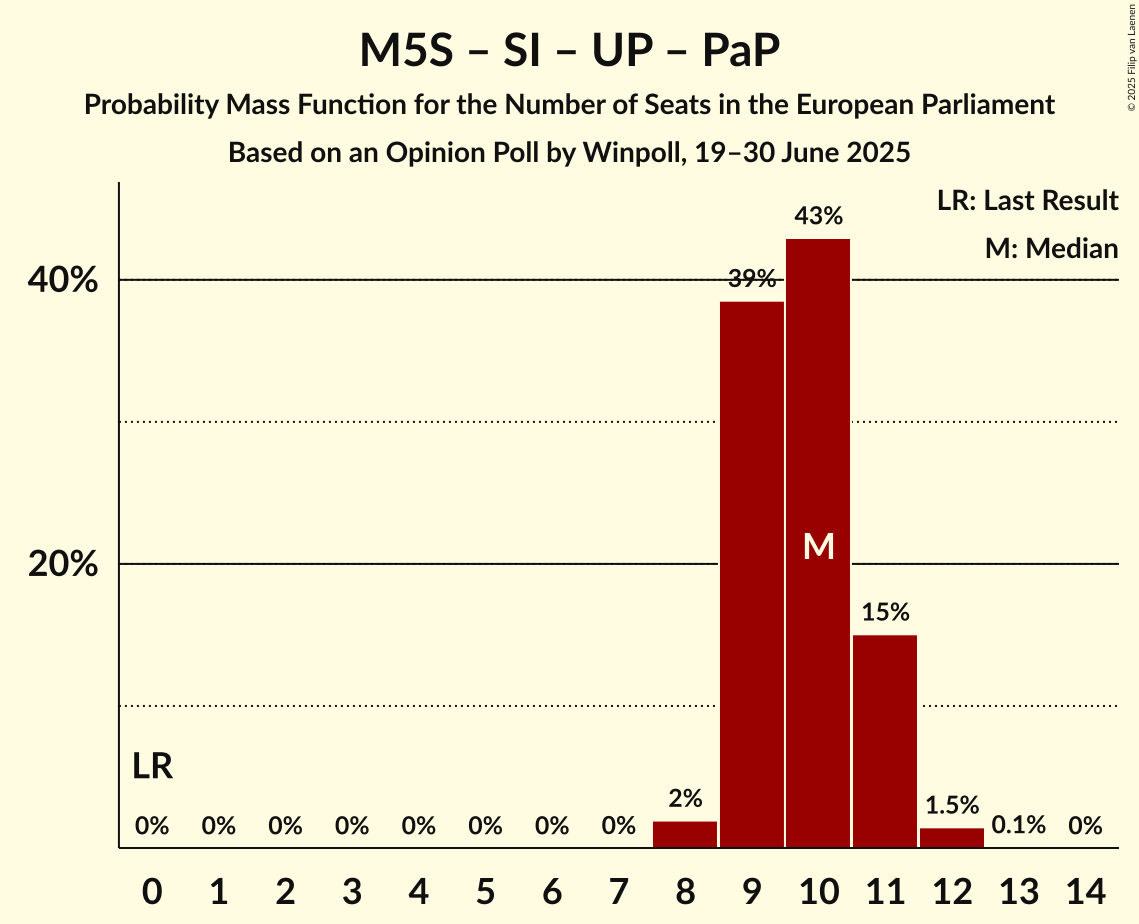 M5S – SI – UP – PaP
Probability Mass Function for the Number of Seats in the European Parliament
Based on an Opinion Poll by Winpoll, 19–30 June 2025
© 2025 Filip van Laenen
LR: Last Result
M: Median
43%
39%
40%
M
20%
15%
LR
2%
1.5%
0% 0% 0% 0% 0% 0% 0% 0% 0.1% 0%
0 1 2 3 4 5 6 7 8 9 10 11 12 13 14